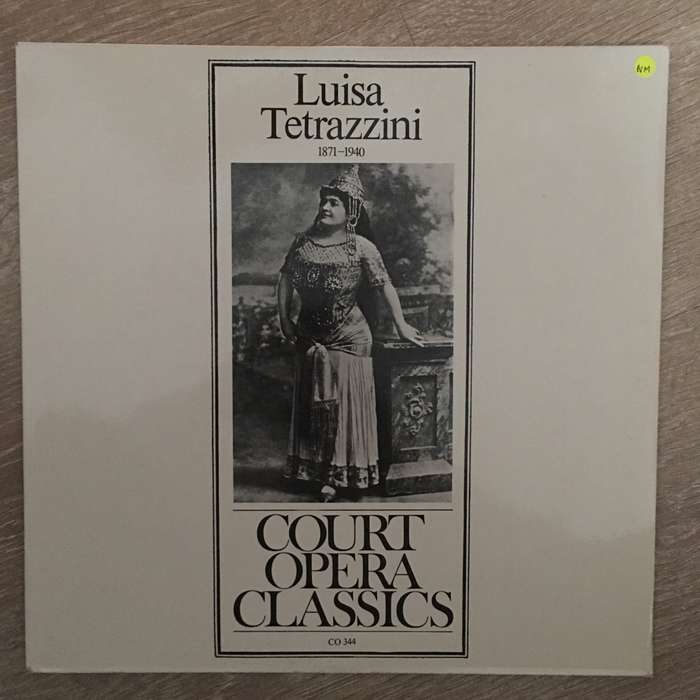 NM
Luisa
Tetrazzini
1871–1940
COURT
OPERA
CLASSICS
CO 344